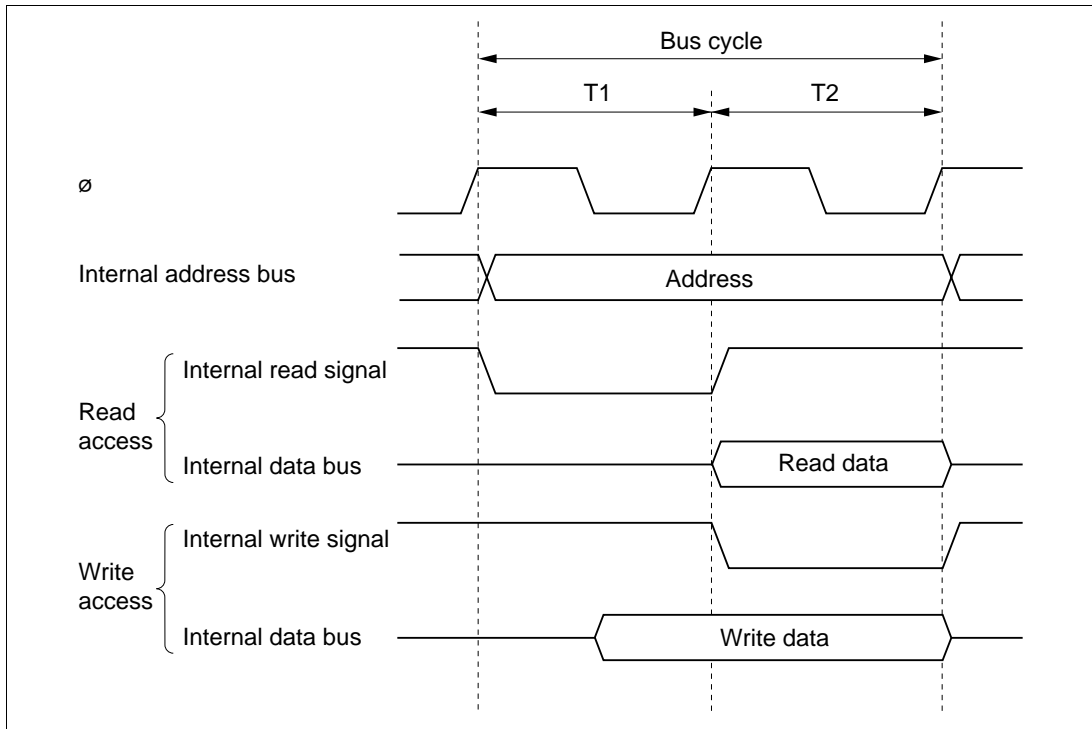 Bus cycle
T1
T2
ø
Internal address bus
Address
Read
access
Internal read signal
Internal data bus
Read data
Write
access
Internal write signal
Internal data bus
Write data